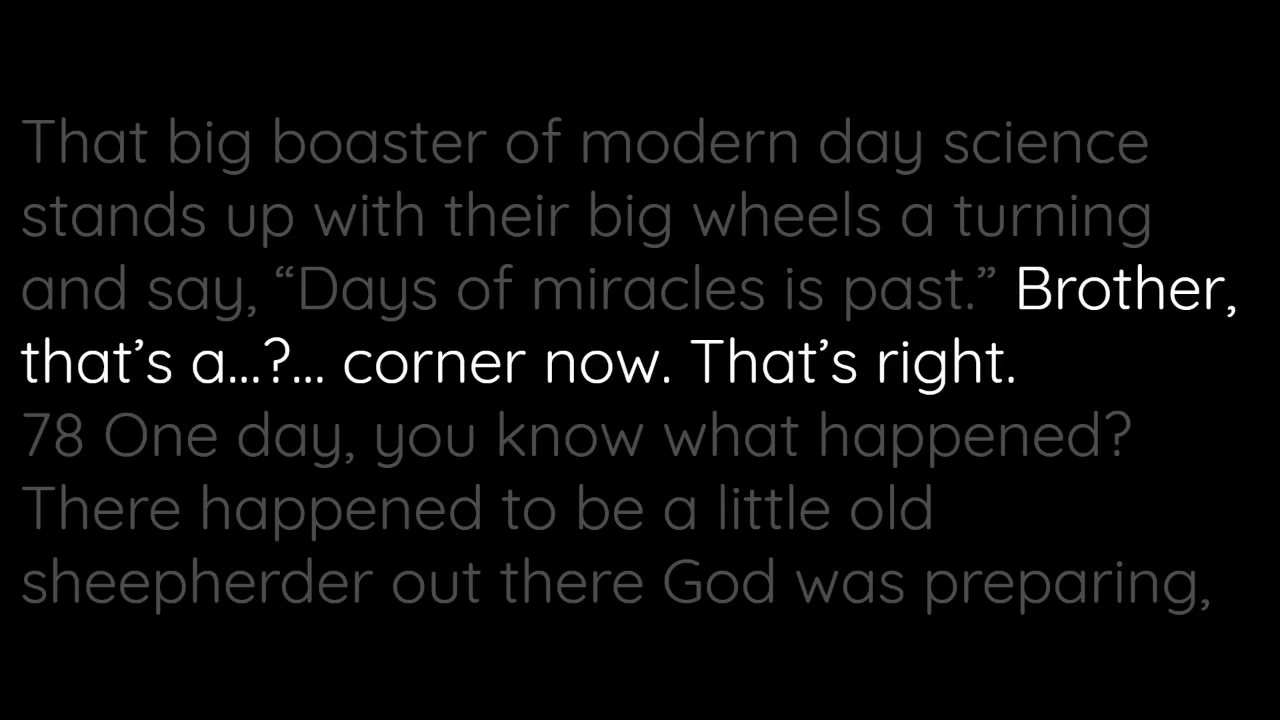 That big boaster of modern day science
stands up with their big wheels a turning
and say, “Days of miracles is past.” Brother,
that’s a...?... corner now. That’s right.
78 One day, you know what happened?
There happened to be a little old
sheepherder out there God was preparing,